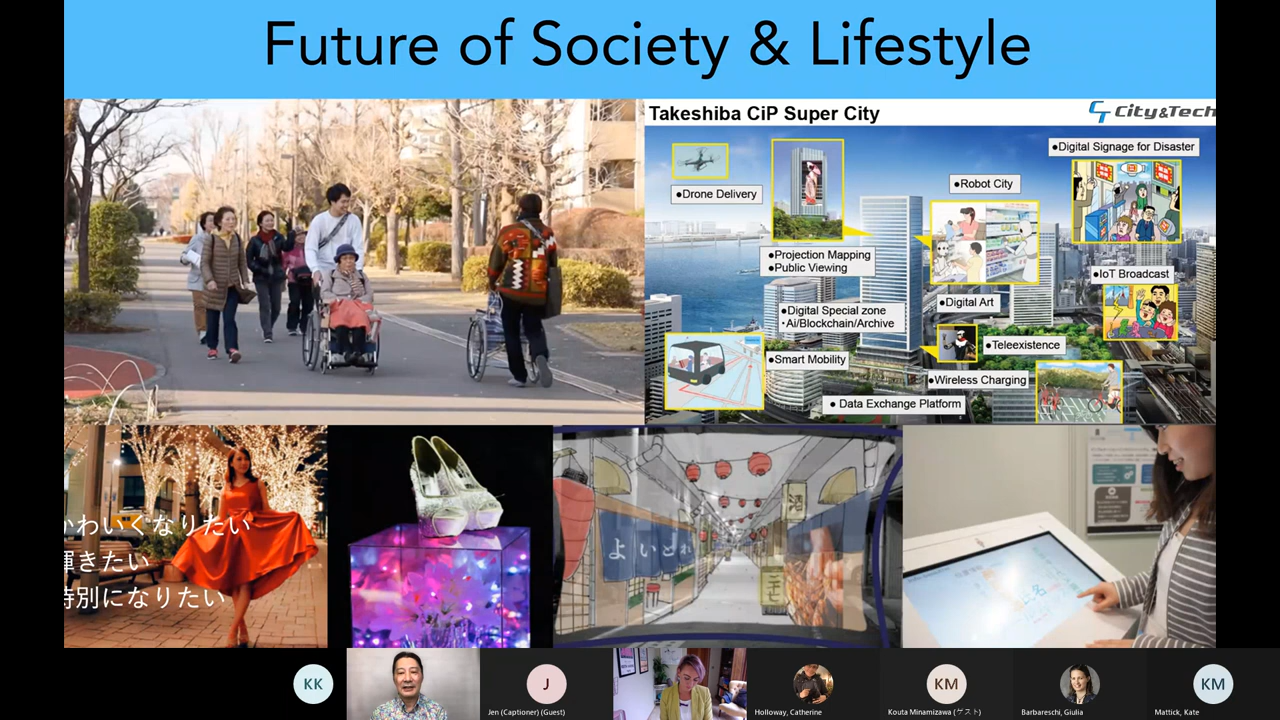 Future of Society & Lifestyle
Takeshiba CiP Super City
City&Tech
●Digital Signage for Disaster
●Drone Delivery
●Robot City
●Projection Mapping
●Public Viewing
●IoT Broadcast
●Digital Art
●Digital Special zone
・Ai/Blockchain/Archive
●Teleexistence
●Smart Mobility
●Wireless Charging
● Data Exchange Platform
かわいくなりたい
輝きたい
特別になりたい
よいどれ
酒
KK
J
Jen (Captioner) (Guest)
Holloway, Catherine
KM
Kouta Minamizawa (ゲスト)
Barbareschi, Giulia
KM
Mattick, Kate